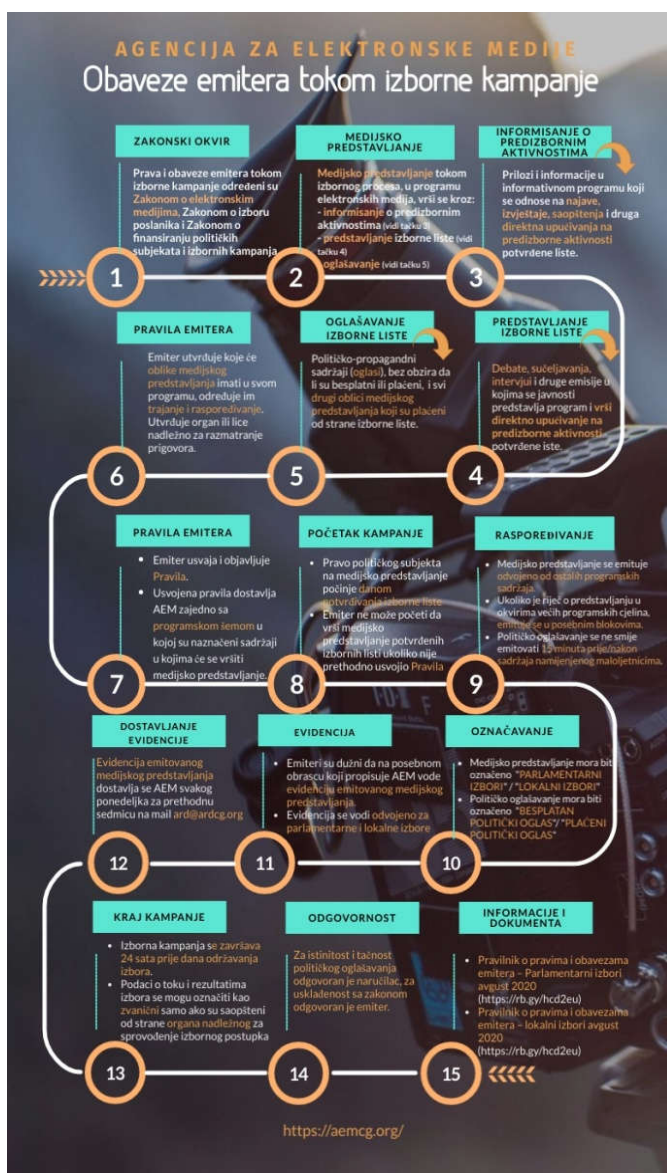 AGENCIJA ZA ELEKTRONSKE MEDIJE
Obaveze emitera tokom izborne kampanje
ZAKONSKI OKVIR
Prava i obaveze emitera tokom
izborne kampanje određeni su
Zakonom o elektronskim
medijima, Zakonom o izboru
poslanika i Zakonom o
finansiranju političkih
subjekata i izbornih kampanja
1
MEDIJSKO
PREDSTAVLJANJE
Medijsko predstavljanje tokom
izbornog procesa, u programu
elektronskih medija, vrši se kroz:
- informisanje o predizbornim
aktivnostima (vidi tačku 3)
- predstavljanje izborne liste (vidi
tačku 4)
- oglašavanje (vidi tačku 5)
2
INFORMISANJE O
PREDIZBORNIM
AKTIVNOSTIMA
Prilozi i informacije u
informativnom programu koji
se odnose na najave,
izvještaje, saopštenja i druga
direktna upućivanja na
predizborne aktivnosti
potvrđene liste.
3
PREDSTAVLJANJE
IZBORNE LISTE
Debate, sučeljavanja,
intervjui i druge emisije u
kojima se javnosti
predstavlja program i vrši
direktno upućivanje na
predizborne aktivnosti
potvrđene iste.
4
OGLAŠAVANJE
IZBORNE LISTE
Političko-propagandni
sadržaji (oglasi), bez obzira da
li su besplatni ili plaćeni, i svi
drugi oblici medijskog
predstavljanja koji su plaćeni
od strane izborne liste.
5
PRAVILA EMITERA
Emiter utvrđuje koje će
oblike medijskog
predstavljanja imati u svom
programu, određuje im
trajanje i raspoređivanje.
Utvrđuje organ ili lice
nadležno za razmatranje
prigovora.
6
PRAVILA EMITERA
• Emiter usvaja i objavljuje
Pravila.
• Usvojena pravila dostavlja
AEM zajedno sa
programskom šemom u
kojoj su naznačeni sadržaji
u kojima će se vršiti
medijsko predstavljanje.
7
POČETAK KAMPANJE
• Pravo političkog subjekta
na medijsko predstavljanje
počinje danom
potvrđivanja izborne liste
• Emiter ne može početi da
vrši medijsko
predstavljanje potvrđenih
izbornih listi ukoliko nije
prethodno usvojio Pravila
8
RASPOREĐIVANJE
• Medijsko predstavljanje se emituje
odvojeno od ostalih programskih
sadržaja.
• Ukoliko je riječ o predstavljanju u
okvirima većih programskih cjelina,
emituje se u posebnim blokovima.
• Političko oglašavanje se ne smije
emitovati 15 minuta prije/nakon
sadržaja namijenjenog maloljetnicima.
9
OZNAČAVANJE
• Medijsko predstavljanje mora bit
označeno "PARLAMENTARNI
IZBORI"/ "LOKALNI IZBORI"
• Političko oglašavanje mora biti
označeno "BESPLATAN
POLITIČKI OGLAS"/ "PLAĆENI
POLITIČKI OGLAS"
10
EVIDENCIJA
• Emiteri su dužni da na posebnom
obrascu koji propisuje AEM vode
evidenciju emitovanog medijskog
predstavljanja.
• Evidencija se vodi odvojeno za
parlamentarne i lokalne izbore
11
DOSTAVLJANJE
EVIDENCIJE
Evidencija emitovanog
medijskog predstavljanja
dostavlja se AEM svakog
ponedeljka za prethodnu
sedmicu na mail ard@ardcg.org
12
KRAJ KAMPANJE
• Izborna kampanja se završava
24 sata prije dana održavanja
izbora.
• Podaci o toku i rezultatima
izbora se mogu označiti kao
zvanični samo ako su saopšteni
od strane organa nadležnog za
sprovođenje izbornog postupka
13
ODGOVORNOST
Za istinitost i tačnost
političkog oglašavanja
odgovoran je naručilac, za
usklađenost sa zakonom
odgovoran je emiter.
14
INFORMACIJE I
DOKUMENTA
• Pravilnik o pravima i obavezama
emitera – Parlamentarni izbori
avgust 2020
(https://rb.gy/hcd2eu)
• Pravilnik o pravima i obavezama
emitera – lokalni izbori avgust
2020
(https://rb.gy/hcd2eu)
15
https://aemcg.org/